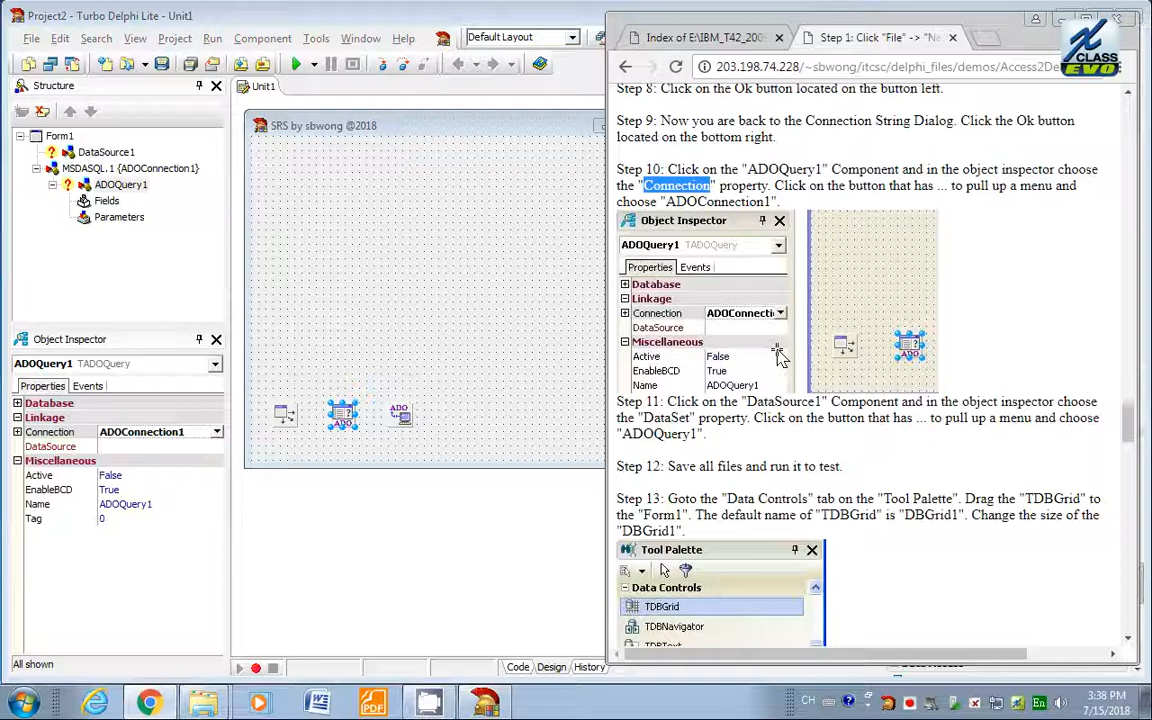 Project2 - Turbo Delphi Lite - Unit1
File Edit Search View Project Run Component Tools Window Help
Default Layout
Structure
Unit1
Form1
DataSource1
MSDASQL.1 {ADOConnection1}
ADOQuery1
Fields
Parameters
SRS by sbwong @2018
ADO
ADO
Object Inspector
ADOQuery1 TADOQuery
Properties Events
Database
Linkage
Connection ADOConnection1
DataSource
Miscellaneous
Active False
EnableBCD True
Name ADOQuery1
Tag 0
All shown
Code Design History
Index of E:\IBM_T42_200
Step 1: Click "File" -> "Ne
CLASS
EVO
203.198.74.228/~sbwong/itcsc/delphi_files/demos/Access2De
Step 8: Click on the Ok button located on the button left.
Step 9: Now you are back to the Connection String Dialog. Click the Ok button
located on the bottom right.
Step 10: Click on the "ADOQuery1" Component and in the object inspector choose
the "Connection" property. Click on the button that has ... to pull up a menu and
choose "ADOConnection1".
Object Inspector
ADOQuery1 TADOQuery
Properties Events
Database
Linkage
Connection ADOConnecti
DataSource
Miscellaneous
Active False
EnableBCD True
Name ADOQuery1
ADO
Step 11: Click on the "DataSource1" Component and in the object inspector choose
the "DataSet" property. Click on the button that has ... to pull up a menu and choose
"ADOQuery1".
Step 12: Save all files and run it to test.
Step 13: Goto the "Data Controls" tab on the "Tool Palette". Drag the "TDBGrid" to
the "Form1". The default name of "TDBGrid" is "DBGrid1". Change the size of the
"DBGrid1".
Tool Palette
Data Controls
TDBGrid
TDBNavigator
PDF
CH
En
3:38 PM
7/15/2018